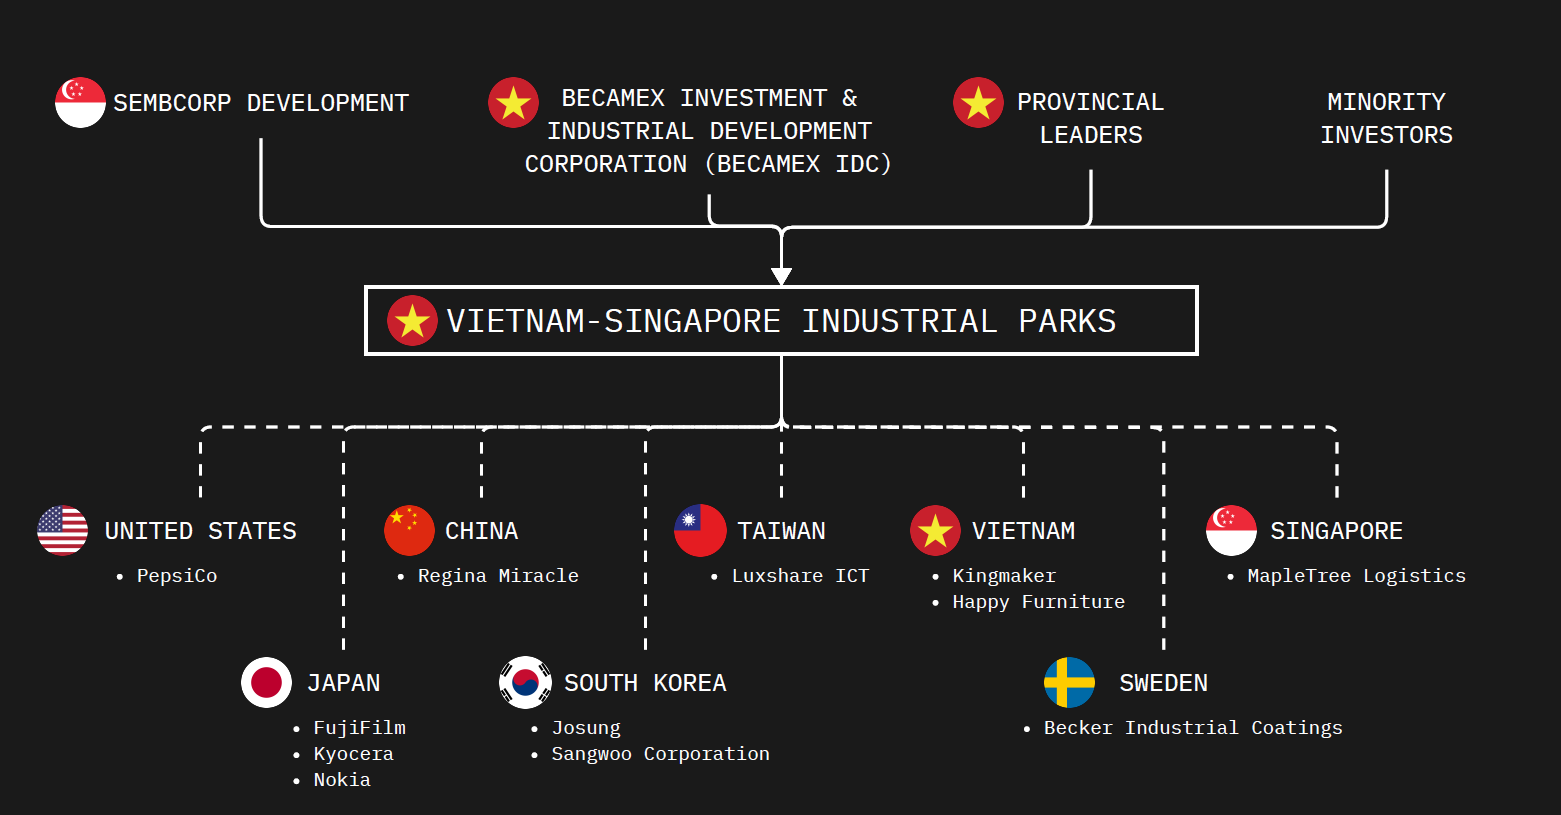 SEMBCORP DEVELOPMENT
BECAMEX INVESTMENT &
INDUSTRIAL DEVELOPMENT
CORPORATION (BECAMEX IDC)
PROVINCIAL
LEADERS
MINORITY
INVESTORS
VIETNAM-SINGAPORE INDUSTRIAL PARKS
UNITED STATES
• PepsiCo
CHINA
• Regina Miracle
TAIWAN
• Luxshare ICT
VIETNAM
• Kingmaker
• Happy Furniture
SINGAPORE
• MapleTree Logistics
JAPAN
• FujiFilm
• Kyocera
• Nokia
SOUTH KOREA
• Josung
• Sangwoo Corporation
SWEDEN
• Becker Industrial Coatings